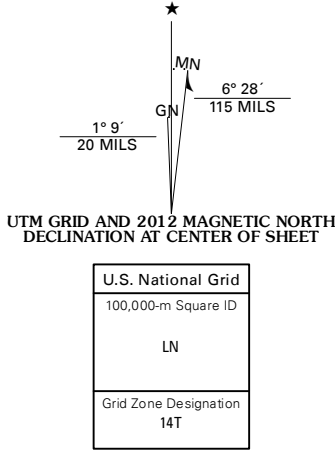 ★
MN
6° 28´
115 MILS
GN
1° 9´
20 MILS
UTM GRID AND 2012 MAGNETIC NORTH
DECLINATION AT CENTER OF SHEET
U.S. National Grid
100,000-m Square ID
LN
Grid Zone Designation
14T